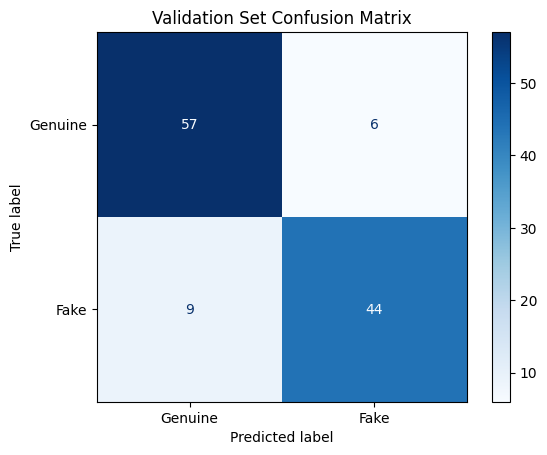 Validation Set Confusion Matrix
True label
Genuine
57
6
Fake
9
44
Genuine
Fake
Predicted label
50
40
30
20
10